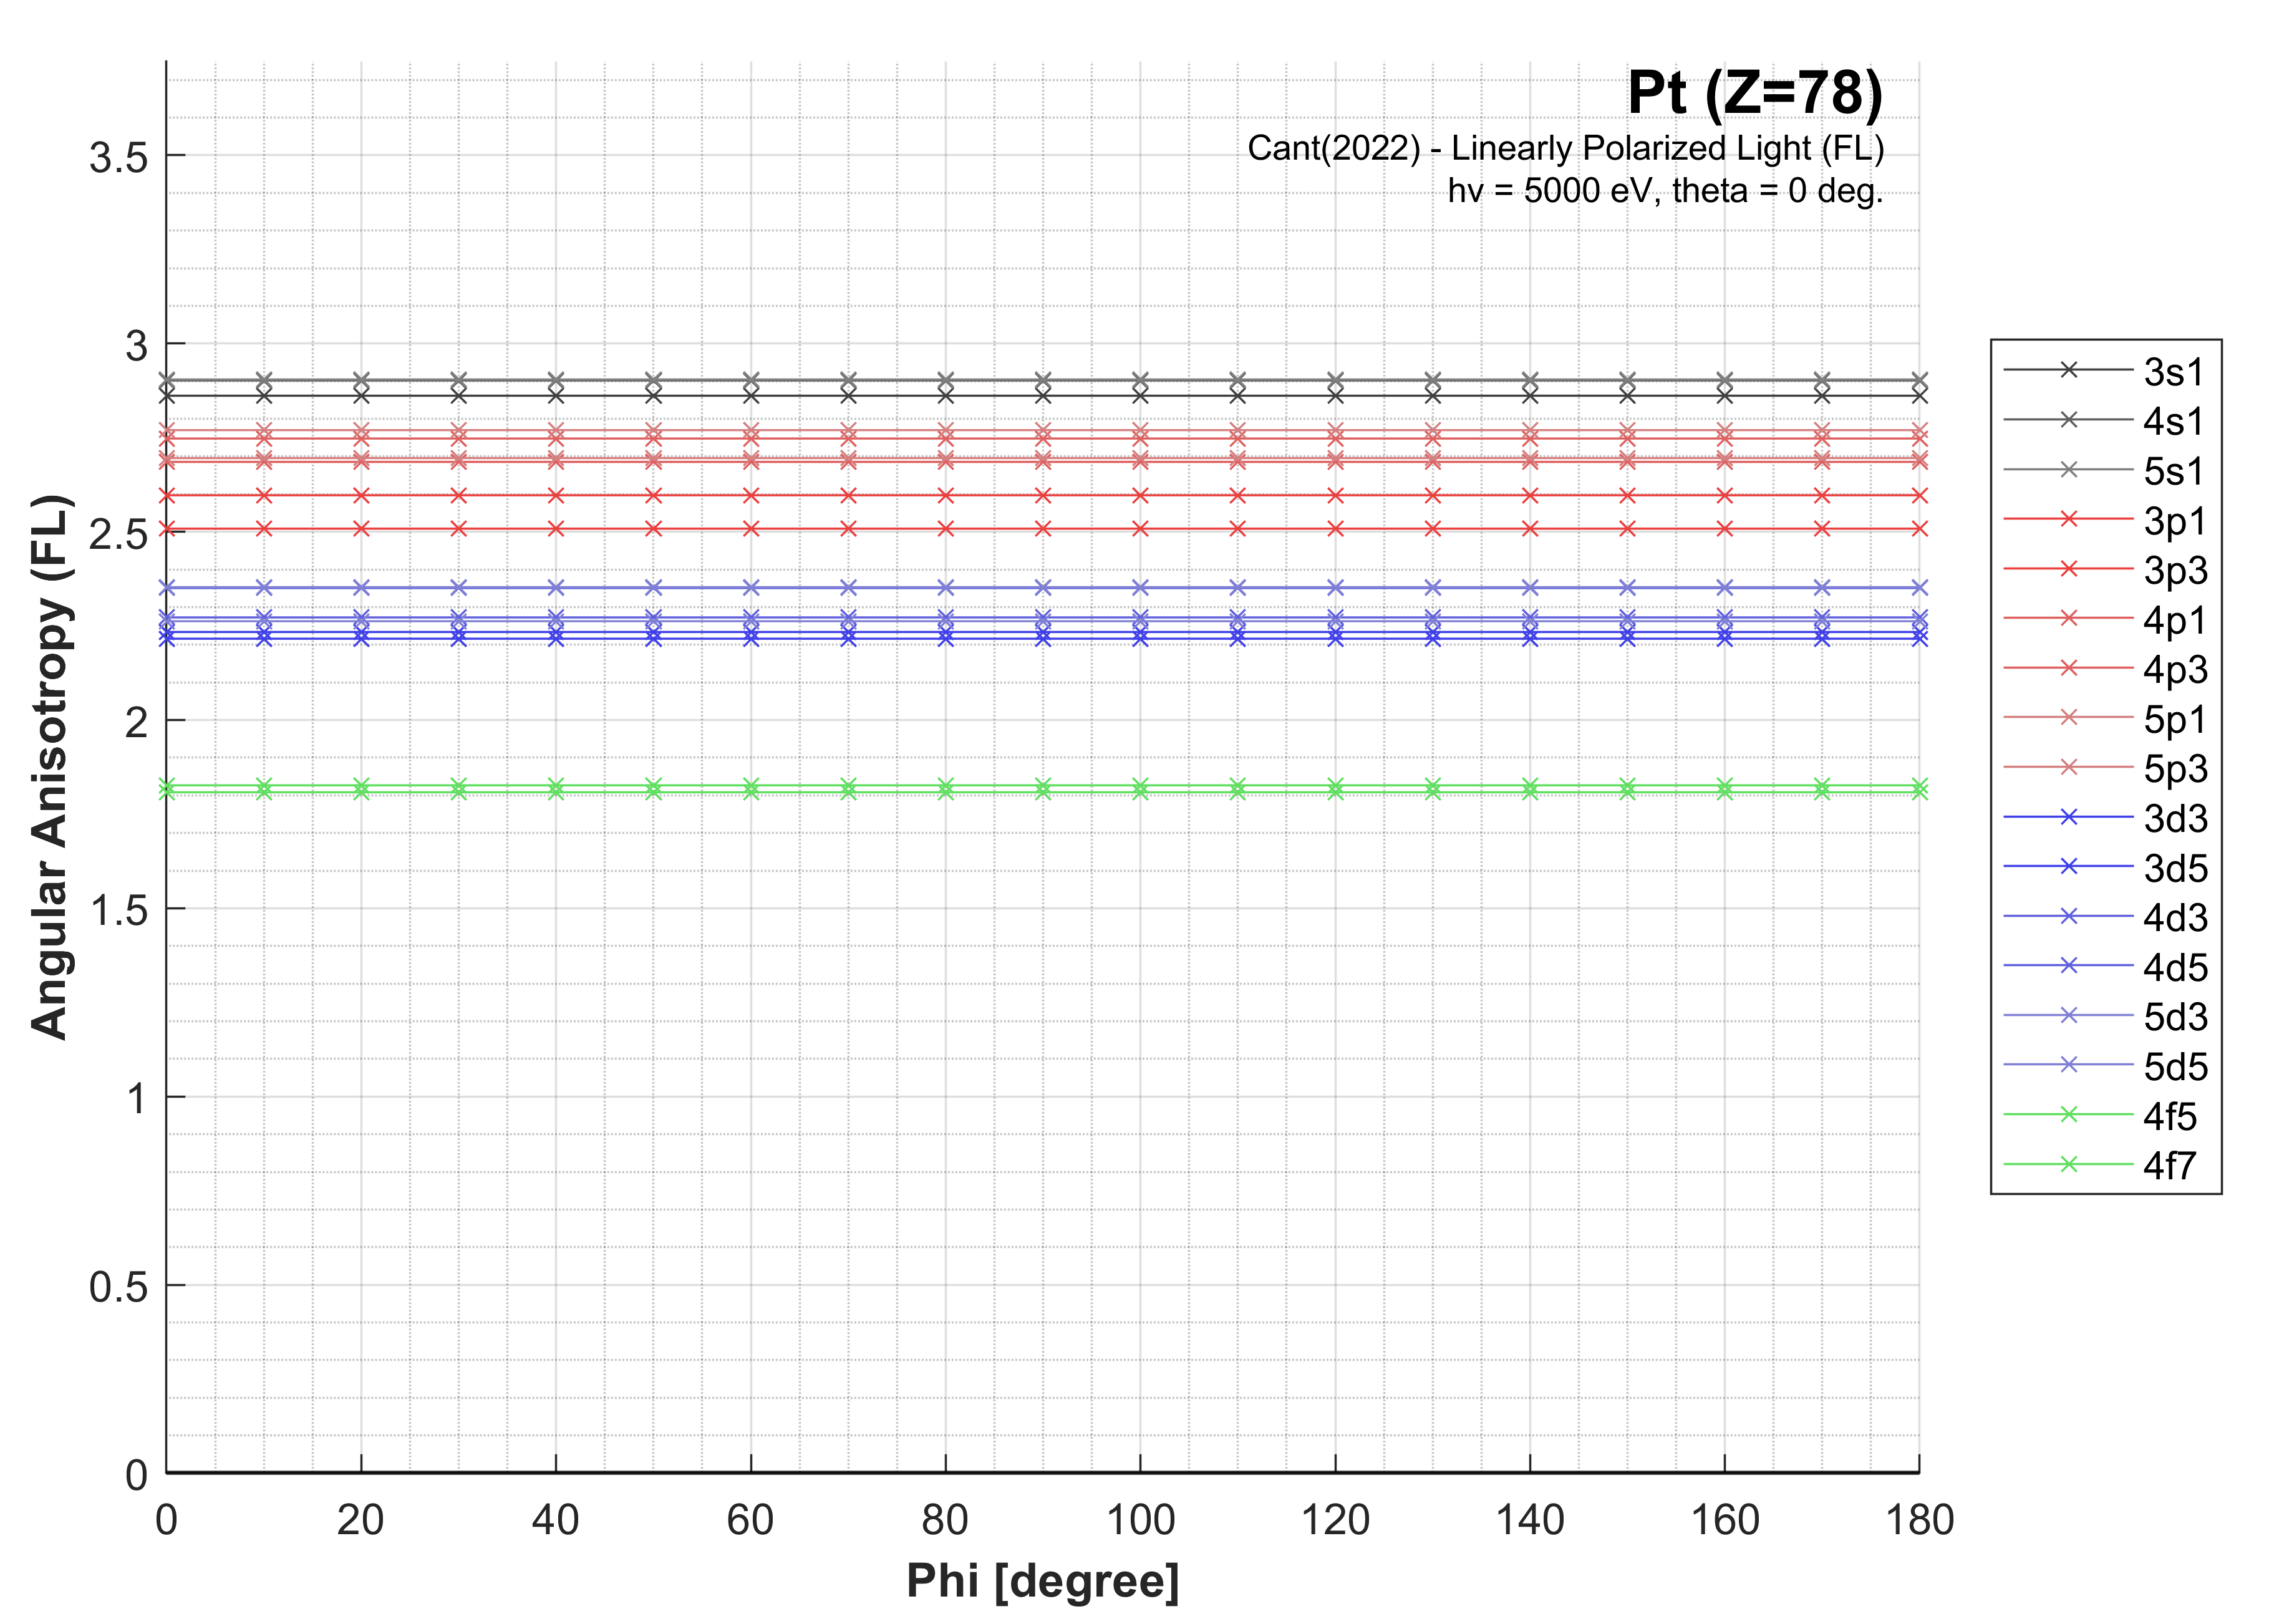 Pt (Z=78)
Cant(2022) - Linearly Polarized Light (FL)
hv = 5000 eV, theta = 0 deg.
Angular Anisotropy (FL)
3.5
3
2.5
2
1.5
1
0.5
0
0 20 40 60 80 100 120 140 160 180
Phi [degree]
3s1
4s1
5s1
3p1
3p3
4p1
4p3
5p1
5p3
3d3
3d5
4d3
4d5
5d3
5d5
4f5
4f7